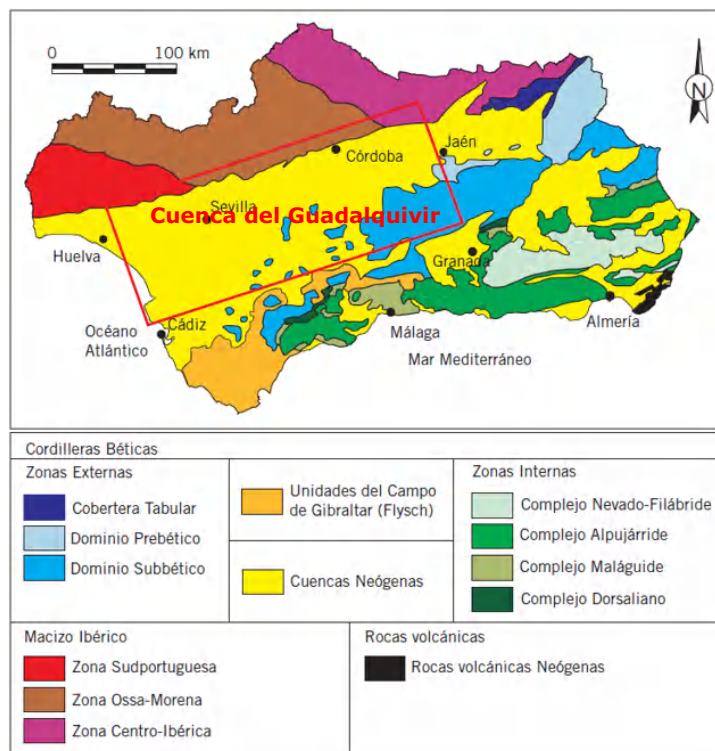 0 100 km
N
Jaén
Córdoba
Sevilla
Cuenca del Guadalquivir
Huelva
Granada
Cádiz
Océano
Atlántico
Málaga
Almería
Mar Mediterráneo
Cordilleras Béticas
Zonas Externas
Cobertera Tabular
Dominio Prebético
Dominio Subbético
Unidades del Campo
de Gibraltar (Flysch)
Cuencas Neógenas
Zonas Internas
Complejo Nevado-Filábride
Complejo Alpujárride
Complejo Maláguide
Complejo Dorsaliano
Macizo Ibérico
Zona Sudportuguesa
Zona Ossa-Morena
Zona Centro-Ibérica
Rocas volcánicas
Rocas volcánicas Neógenas